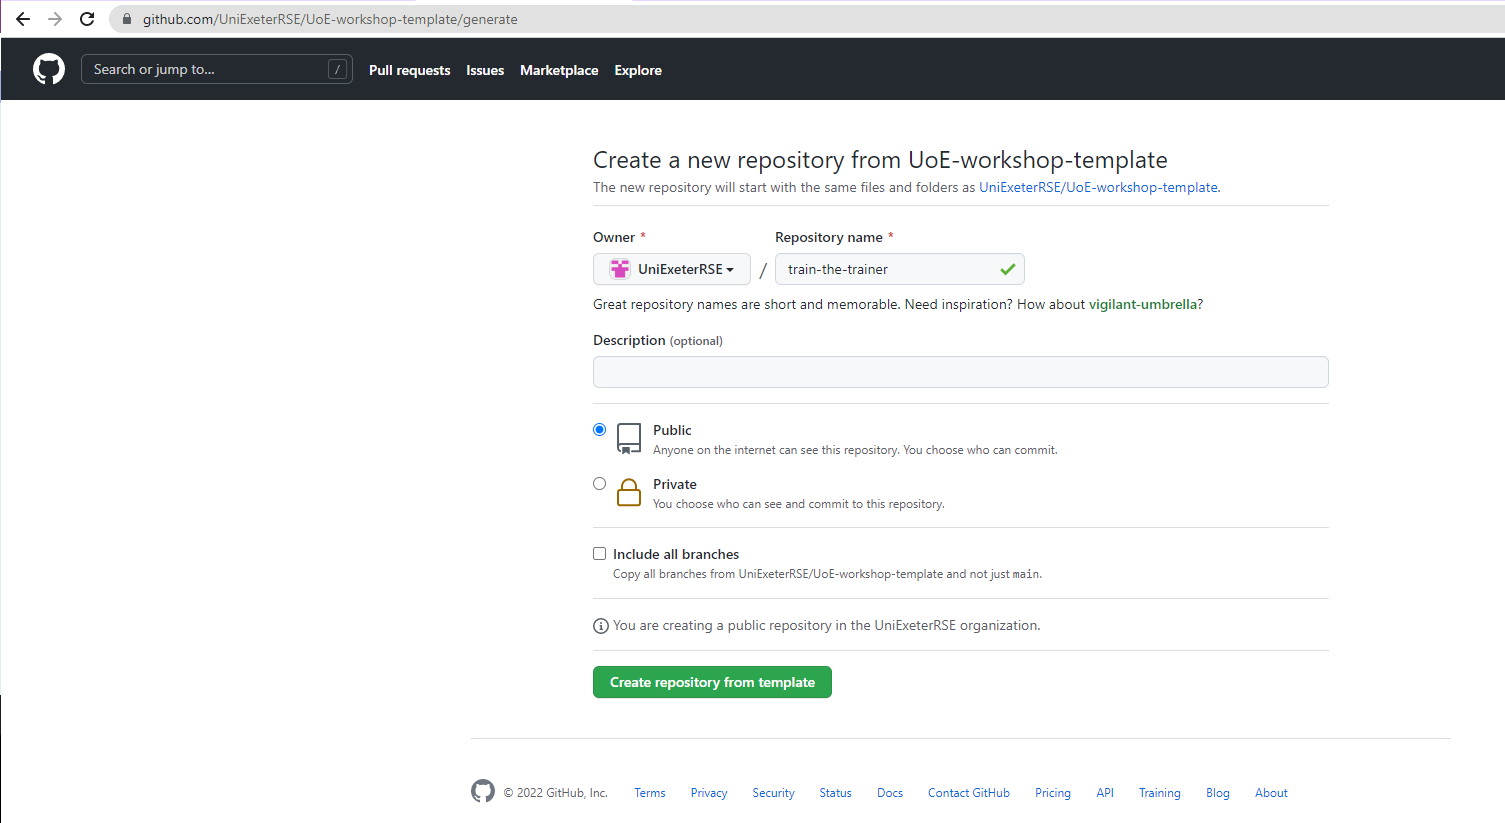 github.com/UniExeterRSE/UoE-workshop-template/generate
Search or jump to... / Pull requests Issues Marketplace Explore
Create a new repository from UoE-workshop-template
The new repository will start with the same files and folders as UniExeterRSE/UoE-workshop-template.
Owner * Repository name *
UniExeterRSE / train-the-trainer
Great repository names are short and memorable. Need inspiration? How about vigilant-umbrella?
Description (optional)
Public
Anyone on the internet can see this repository. You choose who can commit.
Private
You choose who can see and commit to this repository.
Include all branches
Copy all branches from UniExeterRSE/UoE-workshop-template and not just main.
You are creating a public repository in the UniExeterRSE organization.
Create repository from template
© 2022 GitHub, Inc. Terms Privacy Security Status Docs Contact GitHub Pricing API Training Blog About